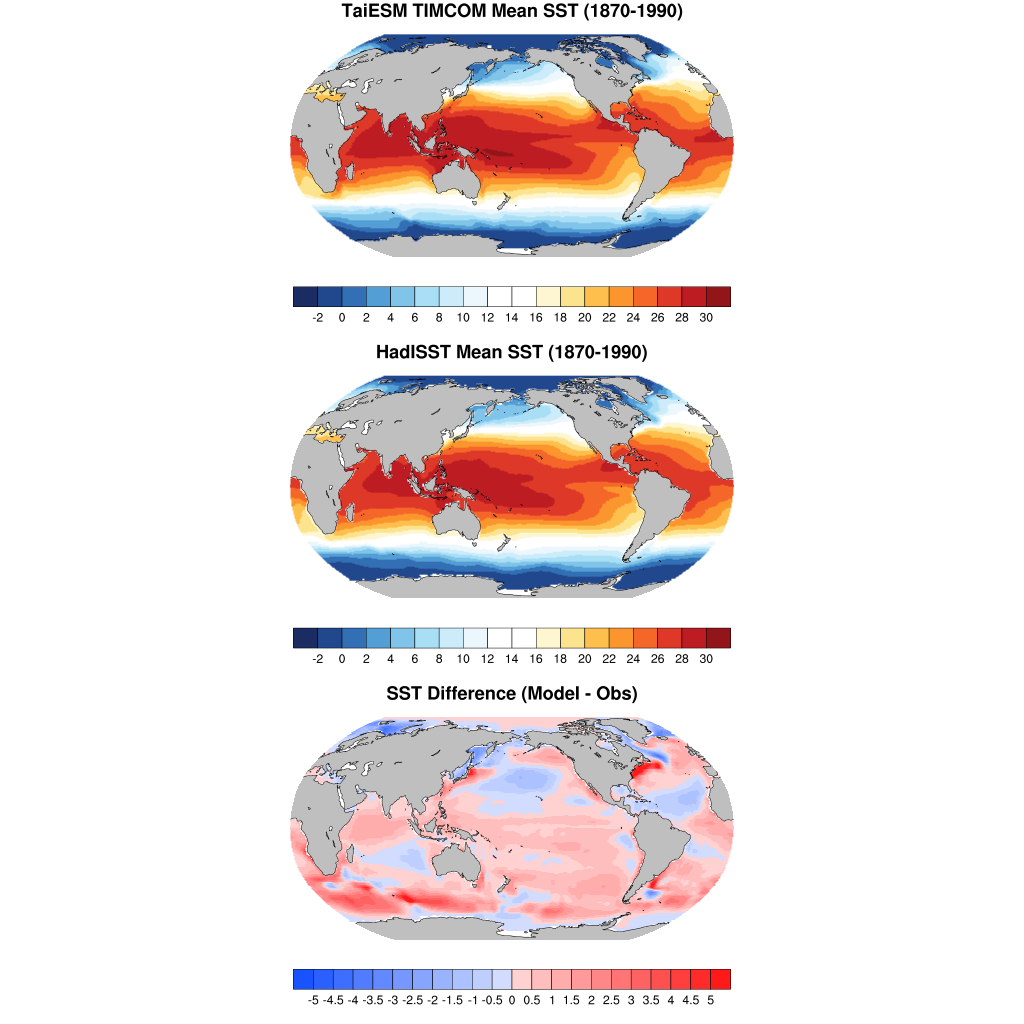 TaiESM TIMCOM Mean SST (1870-1990)
-2 0 2 4 6 8 10 12 14 16 18 20 22 24 26 28 30
HadISST Mean SST (1870-1990)
-2 0 2 4 6 8 10 12 14 16 18 20 22 24 26 28 30
SST Difference (Model - Obs)
-5 -4.5 -4 -3.5 -3 -2.5 -2 -1.5 -1 -0.5 0 0.5 1 1.5 2 2.5 3 3.5 4 4.5 5